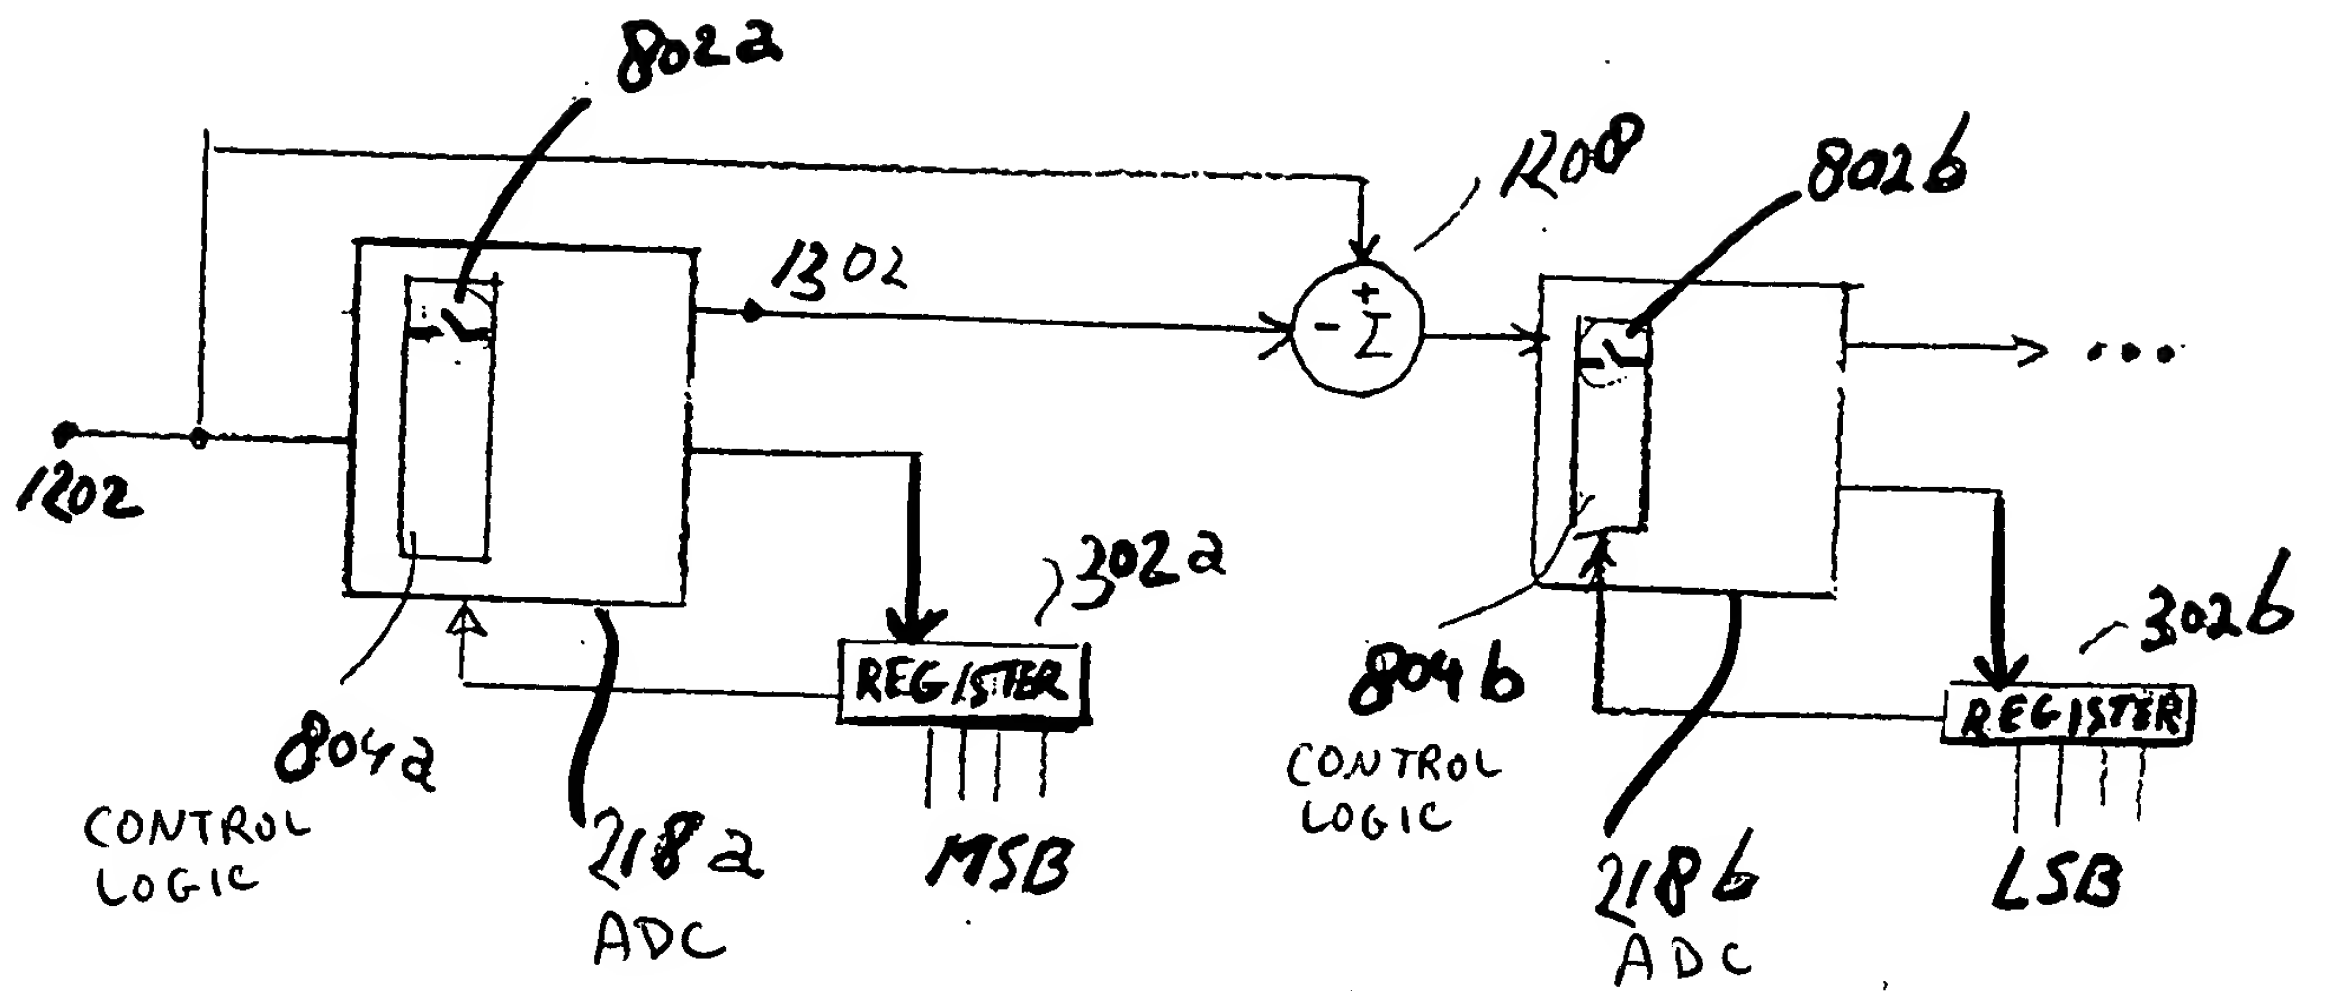 802a
1208
802b
1302
+
- Σ
1202
302a
302b
REGISTER
REGISTER
804a
804b
CONTROL
LOGIC
CONTROL
LOGIC
218a
ADC
MSB
218b
ADC
LSB